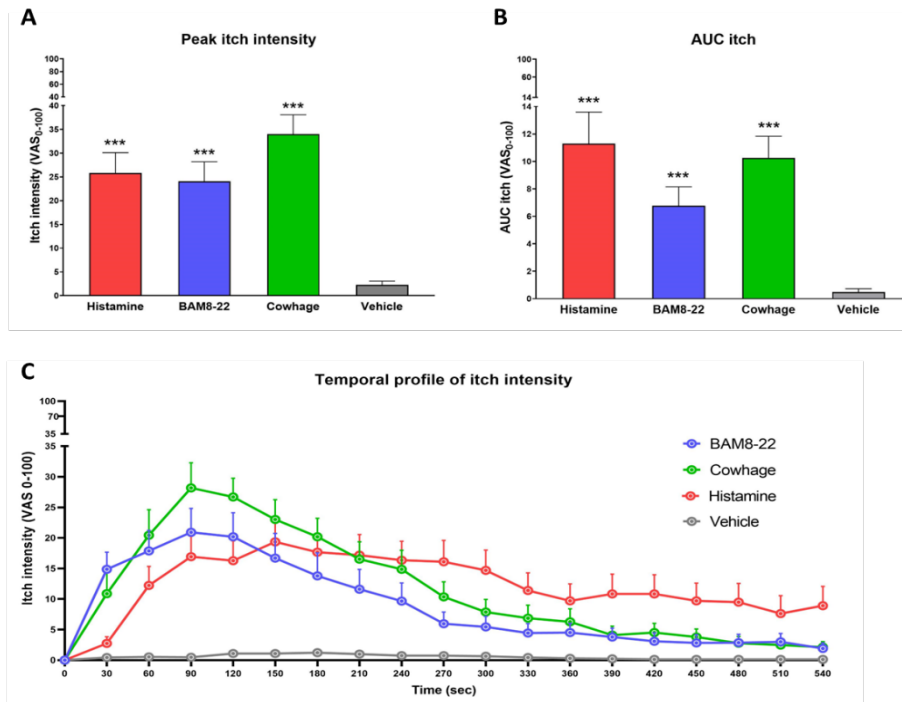 A
Peak itch intensity
Itch intensity (VAS0-100)
100
80
60
40
40
35
30
25
20
15
10
5
0
***
***
***
Histamine BAM8-22 Cowhage Vehicle
B
AUC itch
AUC itch (VAS0-100)
100
60
14
14
12
10
8
6
4
2
0
***
***
***
Histamine BAM8-22 Cowhage Vehicle
C
Temporal profile of itch intensity
Itch intensity (VAS 0-100)
100
70
35
35
30
25
20
15
10
5
0
BAM8-22
Cowhage
Histamine
Vehicle
0 30 60 90 120 150 180 210 240 270 300 330 360 390 420 450 480 510 540
Time (sec)